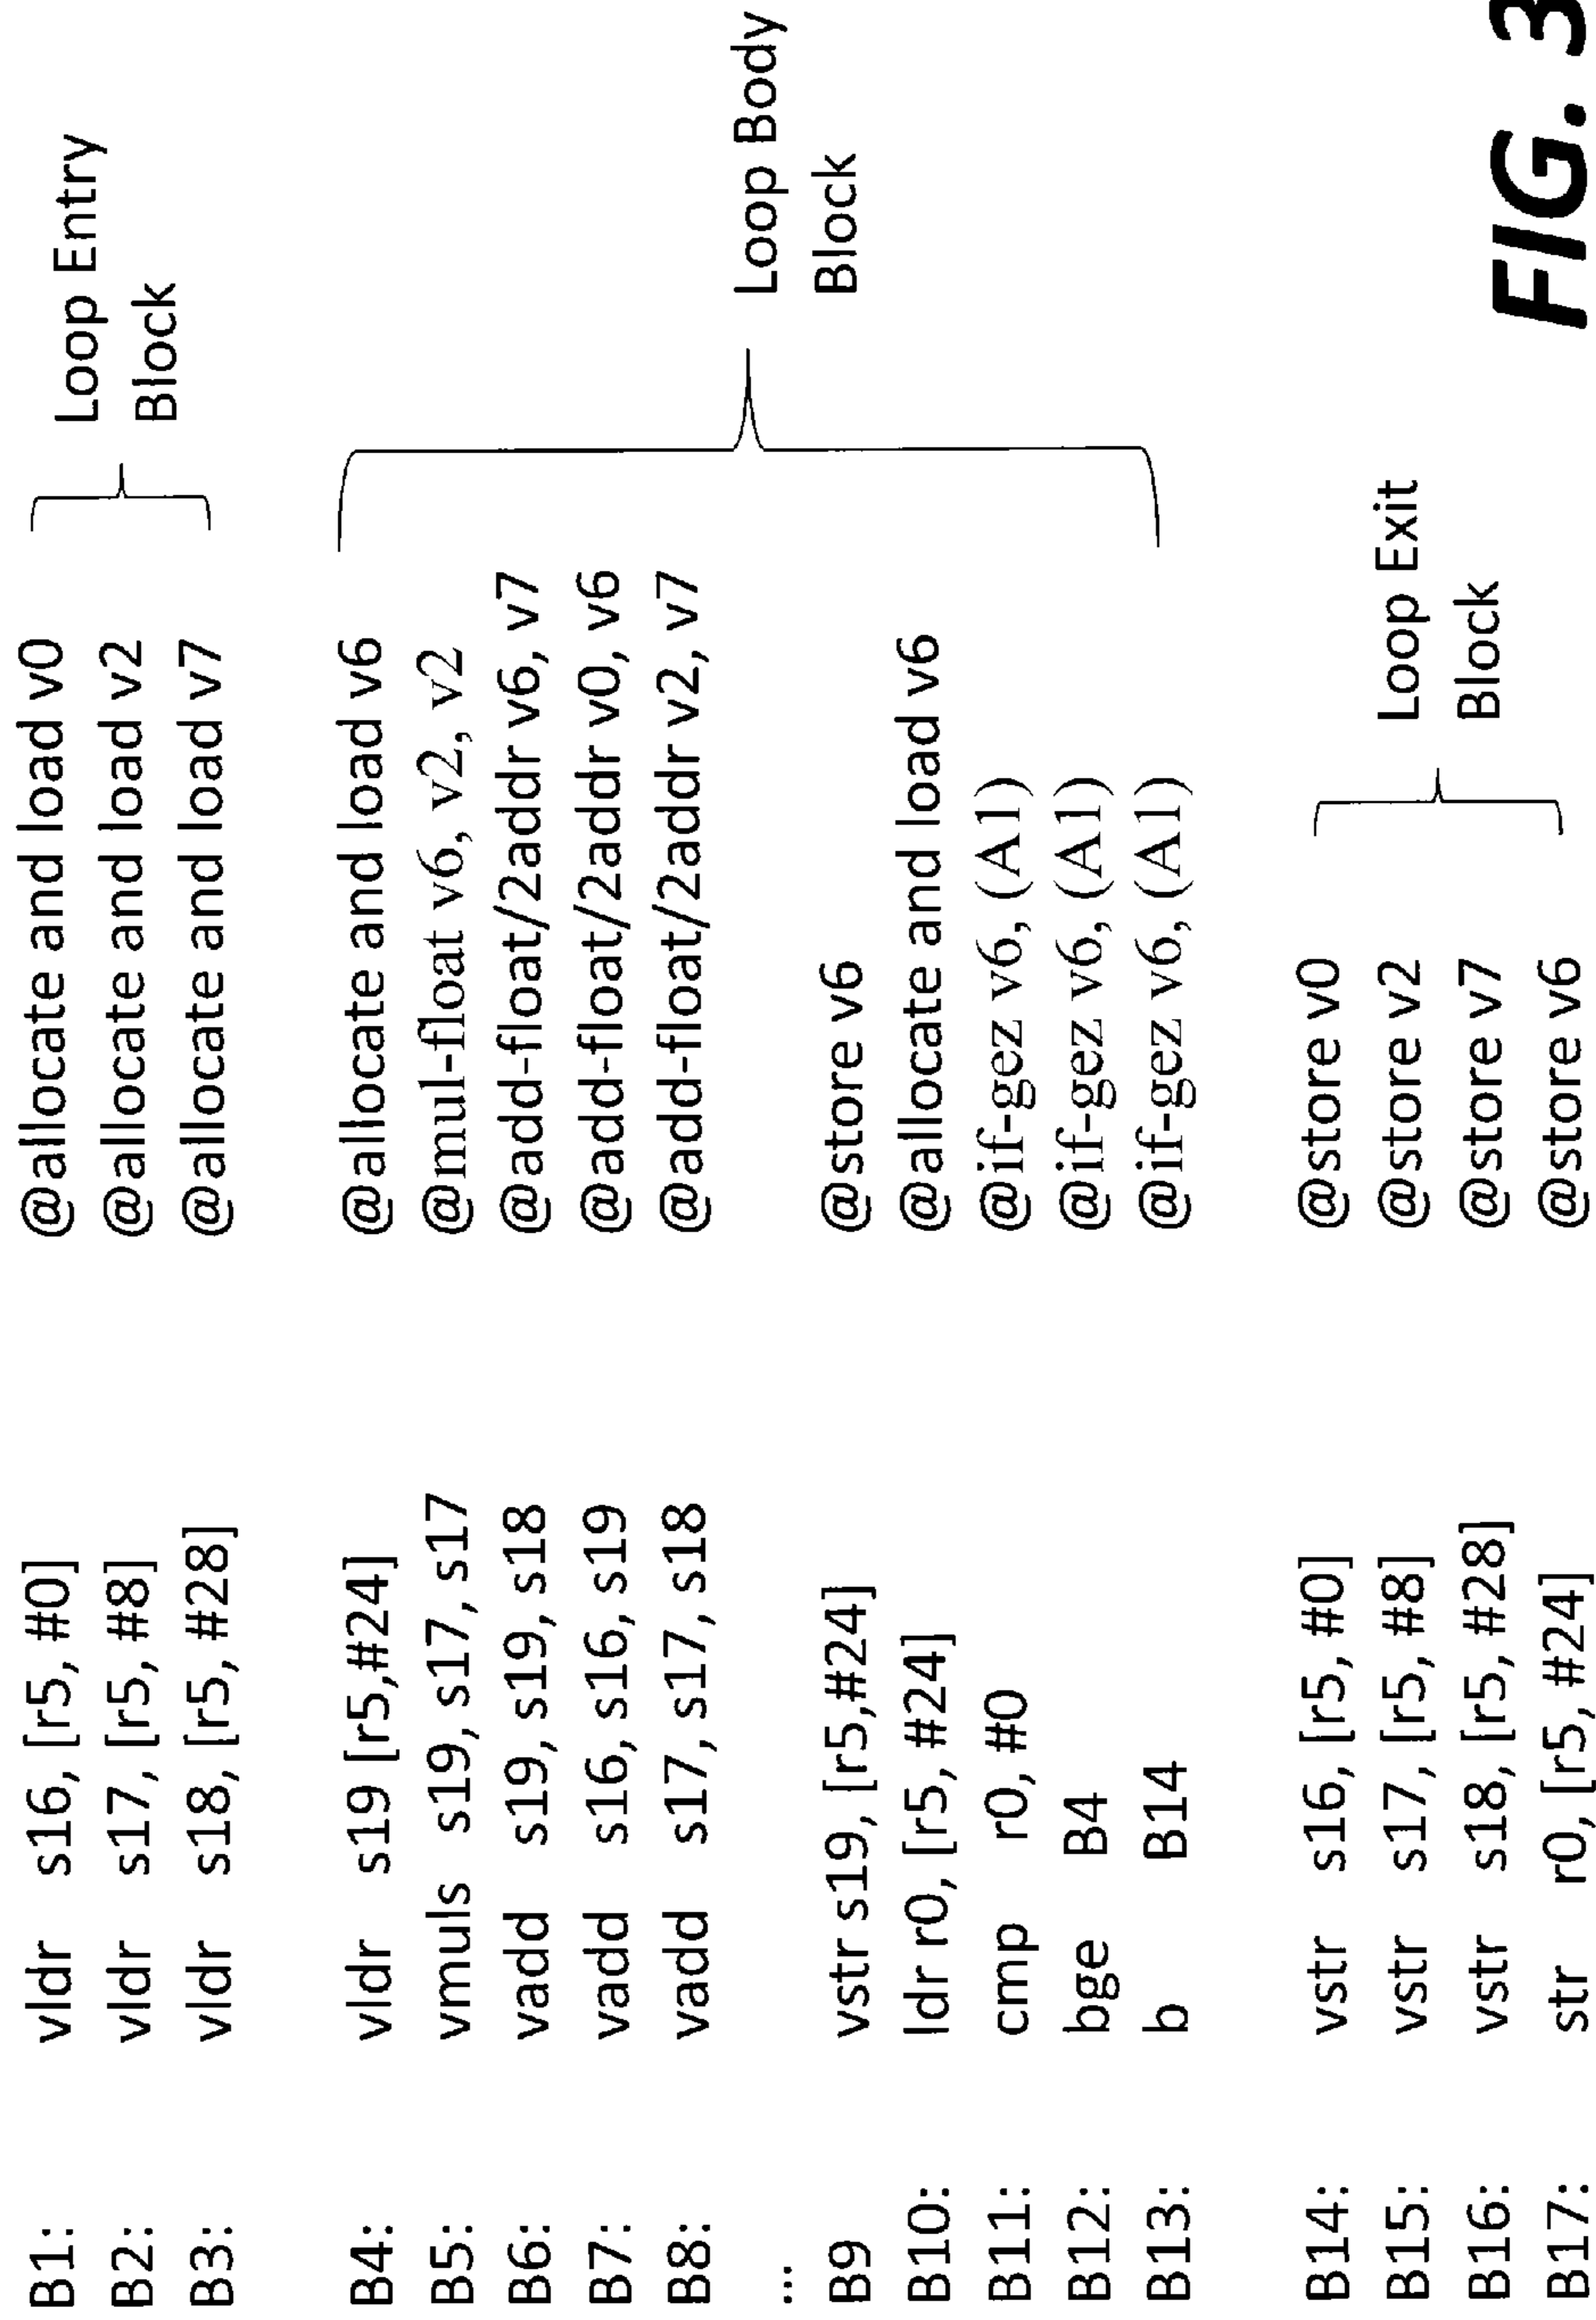 B1: vldr s16, [r5, #0] @allocate and load v0
B2: vldr s17, [r5, #8] @allocate and load v2
B3: vldr s18, [r5, #28] @allocate and load v7
Loop Entry
Block
B4: vldr s19 [r5,#24] @allocate and load v6
B5: vmuls s19, s17, s17 @mul-float v6, v2, v2
B6: vadd s19, s19, s18 @add-float/2addr v6, v7
B7: vadd s16, s16, s19 @add-float/2addr v0, v6
B8: vadd s17, s17, s18 @add-float/2addr v2, v7
...
B9 vstr s19, [r5,#24] @store v6
B10: ldr r0, [r5, #24] @allocate and load v6
B11: cmp r0, #0 @if-gez v6, (A1)
B12: bge B4 @if-gez v6, (A1)
B13: b B14 @if-gez v6, (A1)
Loop Body
Block
B14: vstr s16, [r5, #0] @store v0
B15: vstr s17, [r5, #8] @store v2
B16: vstr s18, [r5, #28] @store v7
B17: str r0, [r5, #24] @store v6
Loop Exit
Block
FIG. 3